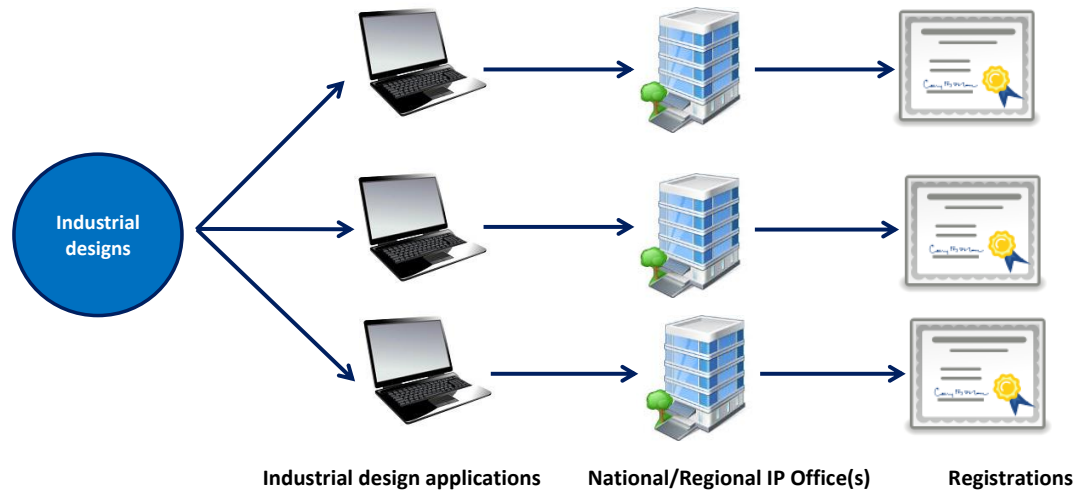 Industrial
designs
Industrial design applications
National/Regional IP Office(s)
Registrations